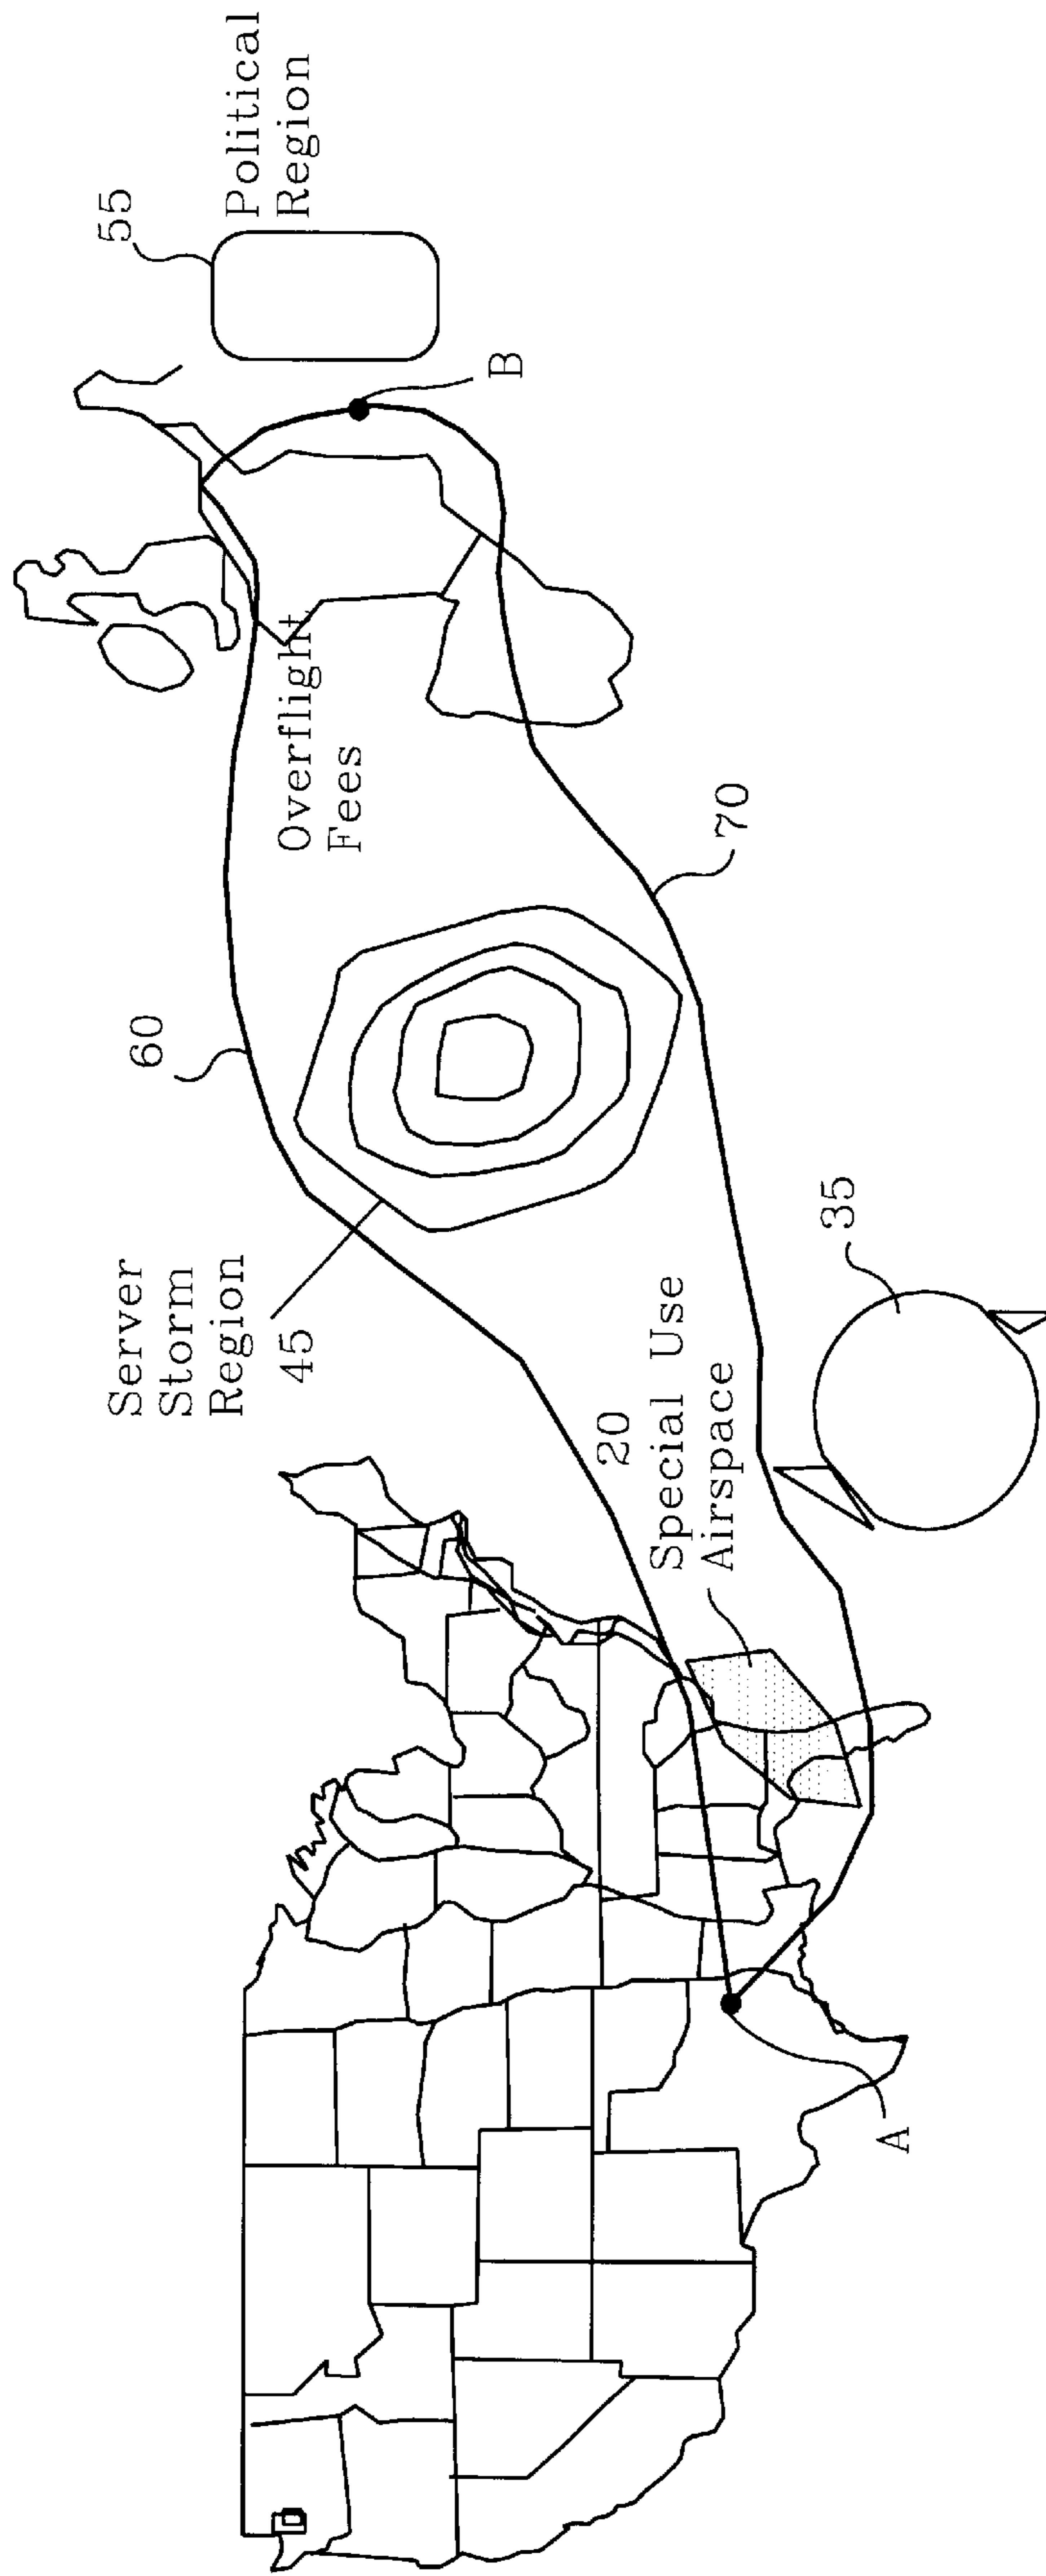 Server
Storm
Region
45
60
Overflight
Fees
55
Political
Region
B
20
Special Use
Airspace
70
35
A